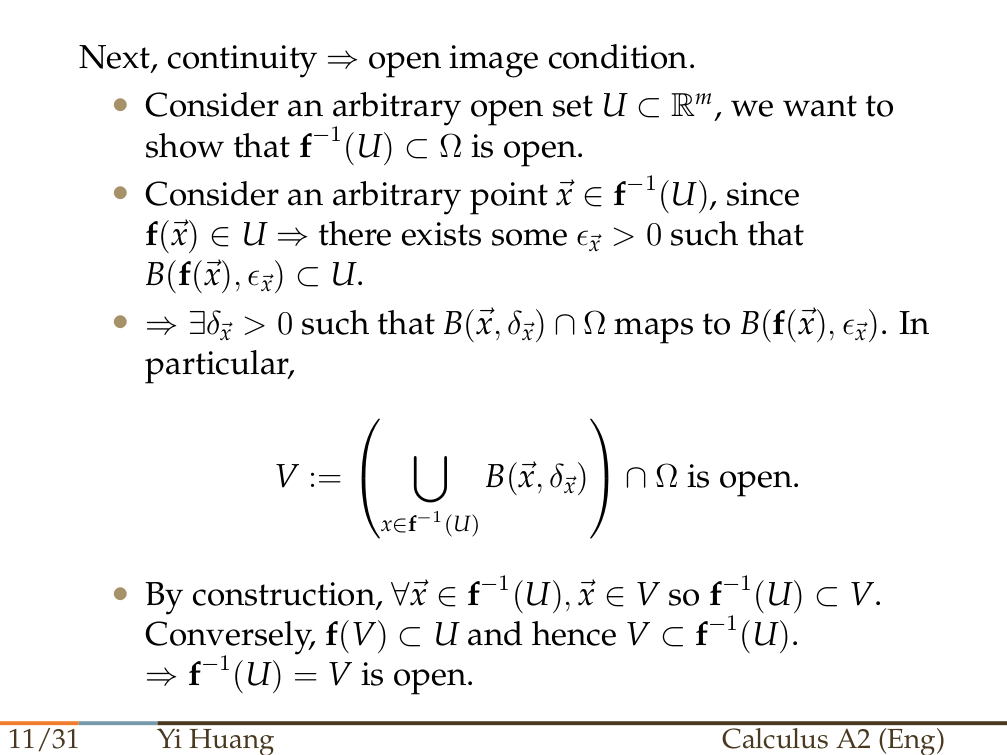 Next, continuity ⇒ open image condition.
• Consider an arbitrary open set U ⊂ ℝᵐ, we want to
show that f⁻¹(U) ⊂ Ω is open.
• Consider an arbitrary point x⃗ ∈ f⁻¹(U), since
f(x⃗) ∈ U ⇒ there exists some ϵ_x⃗ > 0 such that
B(f(x⃗), ϵ_x⃗) ⊂ U.
• ⇒ ∃δ_x⃗ > 0 such that B(x⃗, δ_x⃗) ∩ Ω maps to B(f(x⃗), ϵ_x⃗). In
particular,
V := ( ⋃_{x∈f⁻¹(U)} B(x⃗, δ_x⃗) ) ∩ Ω is open.
• By construction, ∀x⃗ ∈ f⁻¹(U), x⃗ ∈ V so f⁻¹(U) ⊂ V.
Conversely, f(V) ⊂ U and hence V ⊂ f⁻¹(U).
⇒ f⁻¹(U) = V is open.
11/31 Yi Huang Calculus A2 (Eng)